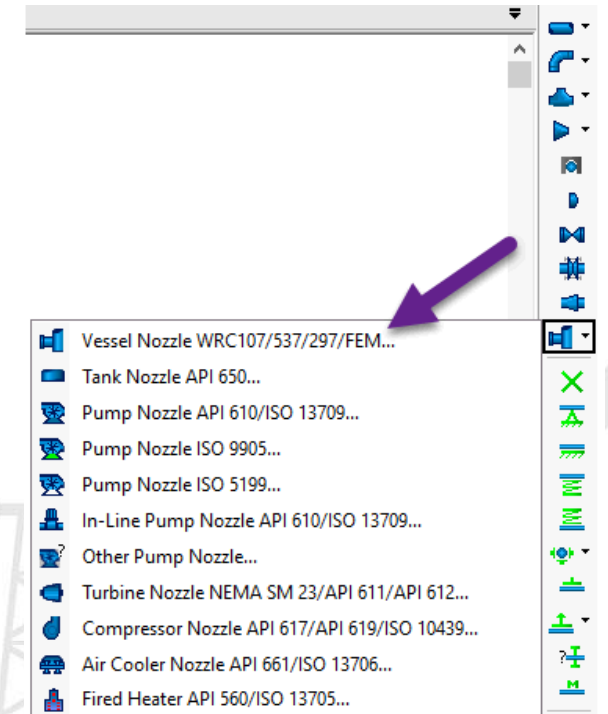 Vessel Nozzle WRC107/537/297/FEM...
Tank Nozzle API 650...
Pump Nozzle API 610/ISO 13709...
Pump Nozzle ISO 9905...
Pump Nozzle ISO 5199...
In-Line Pump Nozzle API 610/ISO 13709...
Other Pump Nozzle...
Turbine Nozzle NEMA SM 23/API 611/API 612...
Compressor Nozzle API 617/API 619/ISO 10439...
Air Cooler Nozzle API 661/ISO 13706...
Fired Heater API 560/ISO 13705...